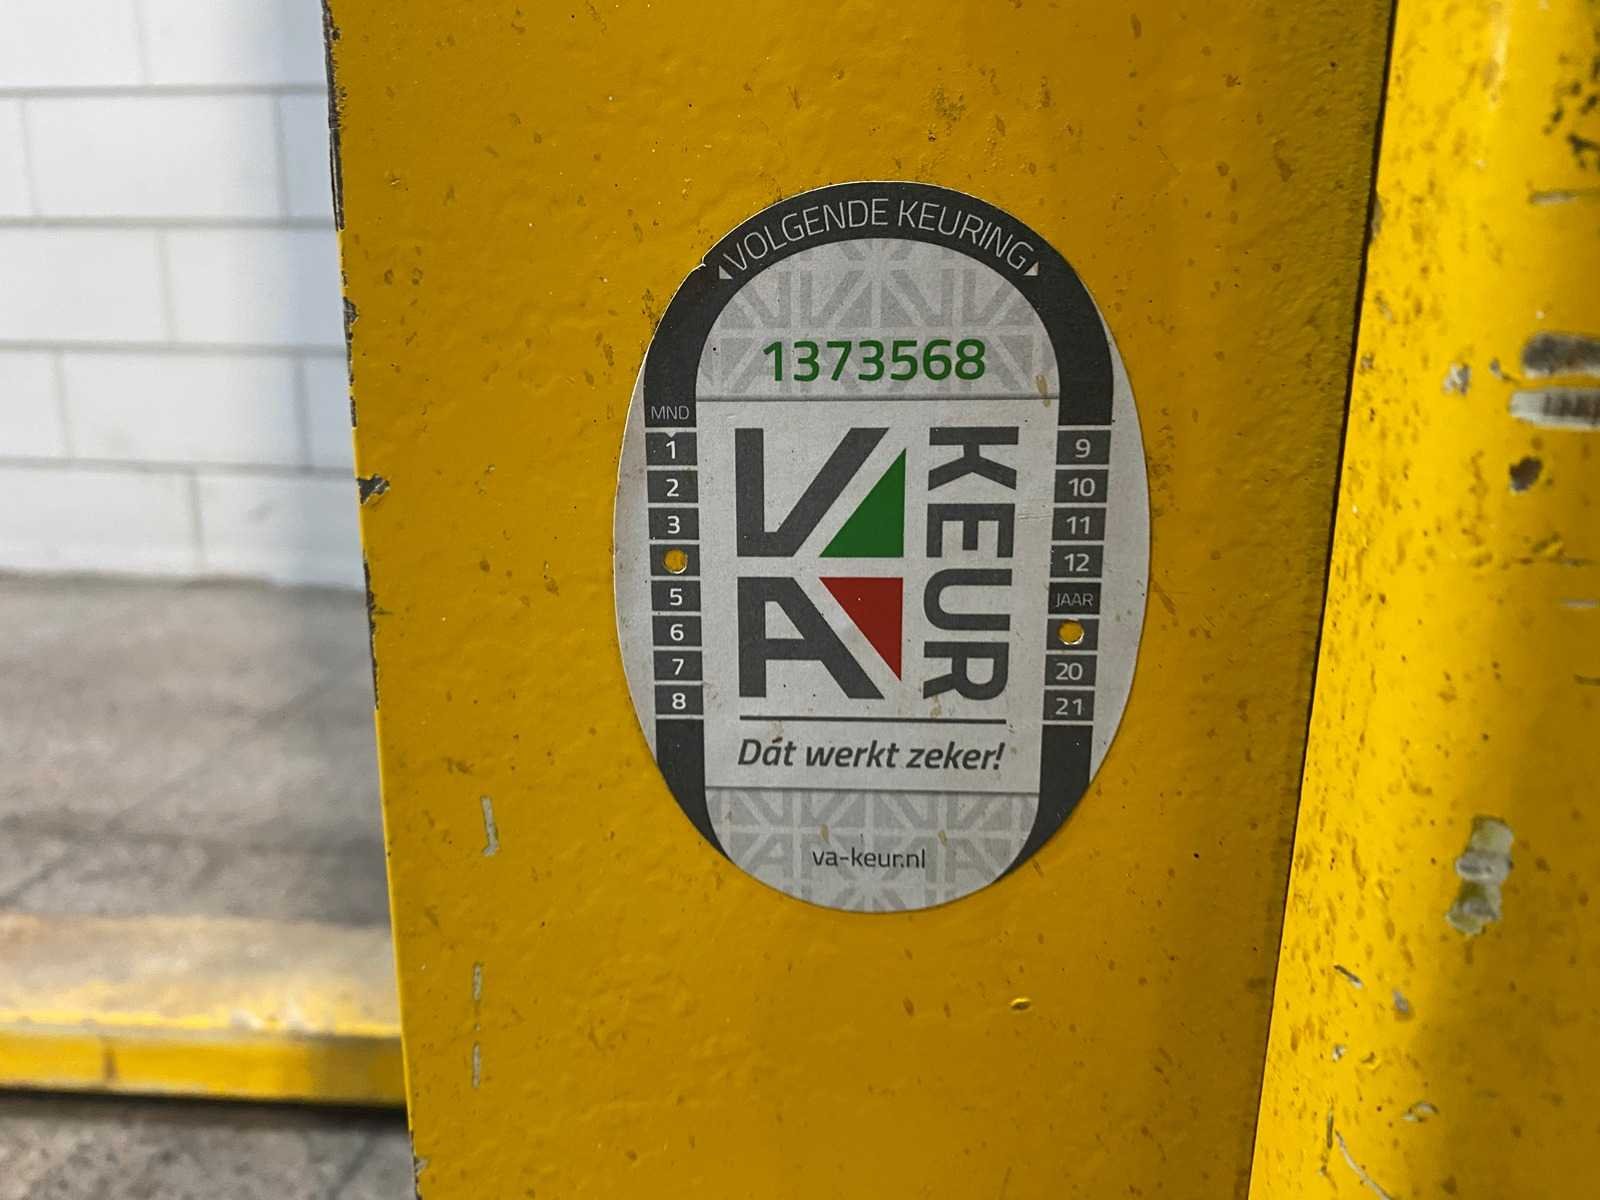 VOLGENDE KEURING
1373568
MND
1
2
3
5
6
7
8
VA
KEUR
9
10
11
12
JAAR
20
21
Dát werkt zeker!
va-keur.nl